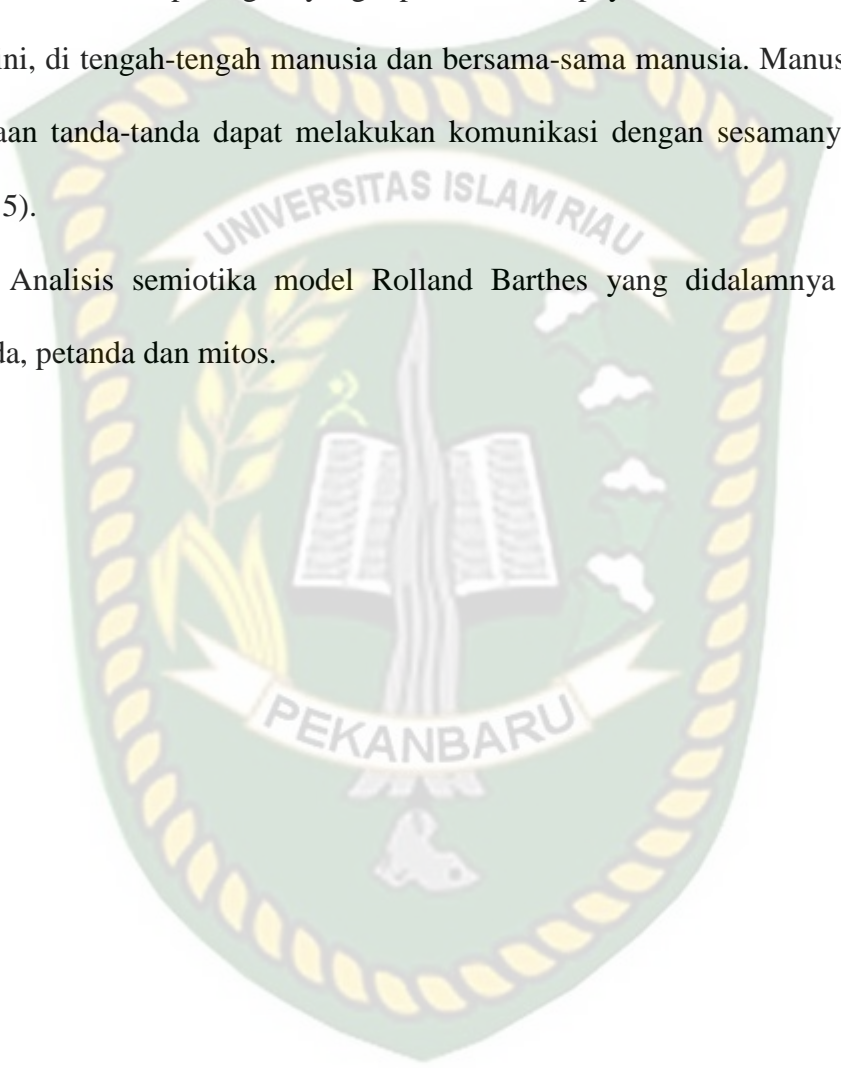 ini, di tengah-tengah manusia dan bersama-sama manusia. Manus
aan tanda-tanda dapat melakukan komunikasi dengan sesamany
5).
UNIVERSITAS ISLAM RIAU
Analisis semiotika model Rolland Barthes yang didalamnya
da, petanda dan mitos.
PEKANBARU